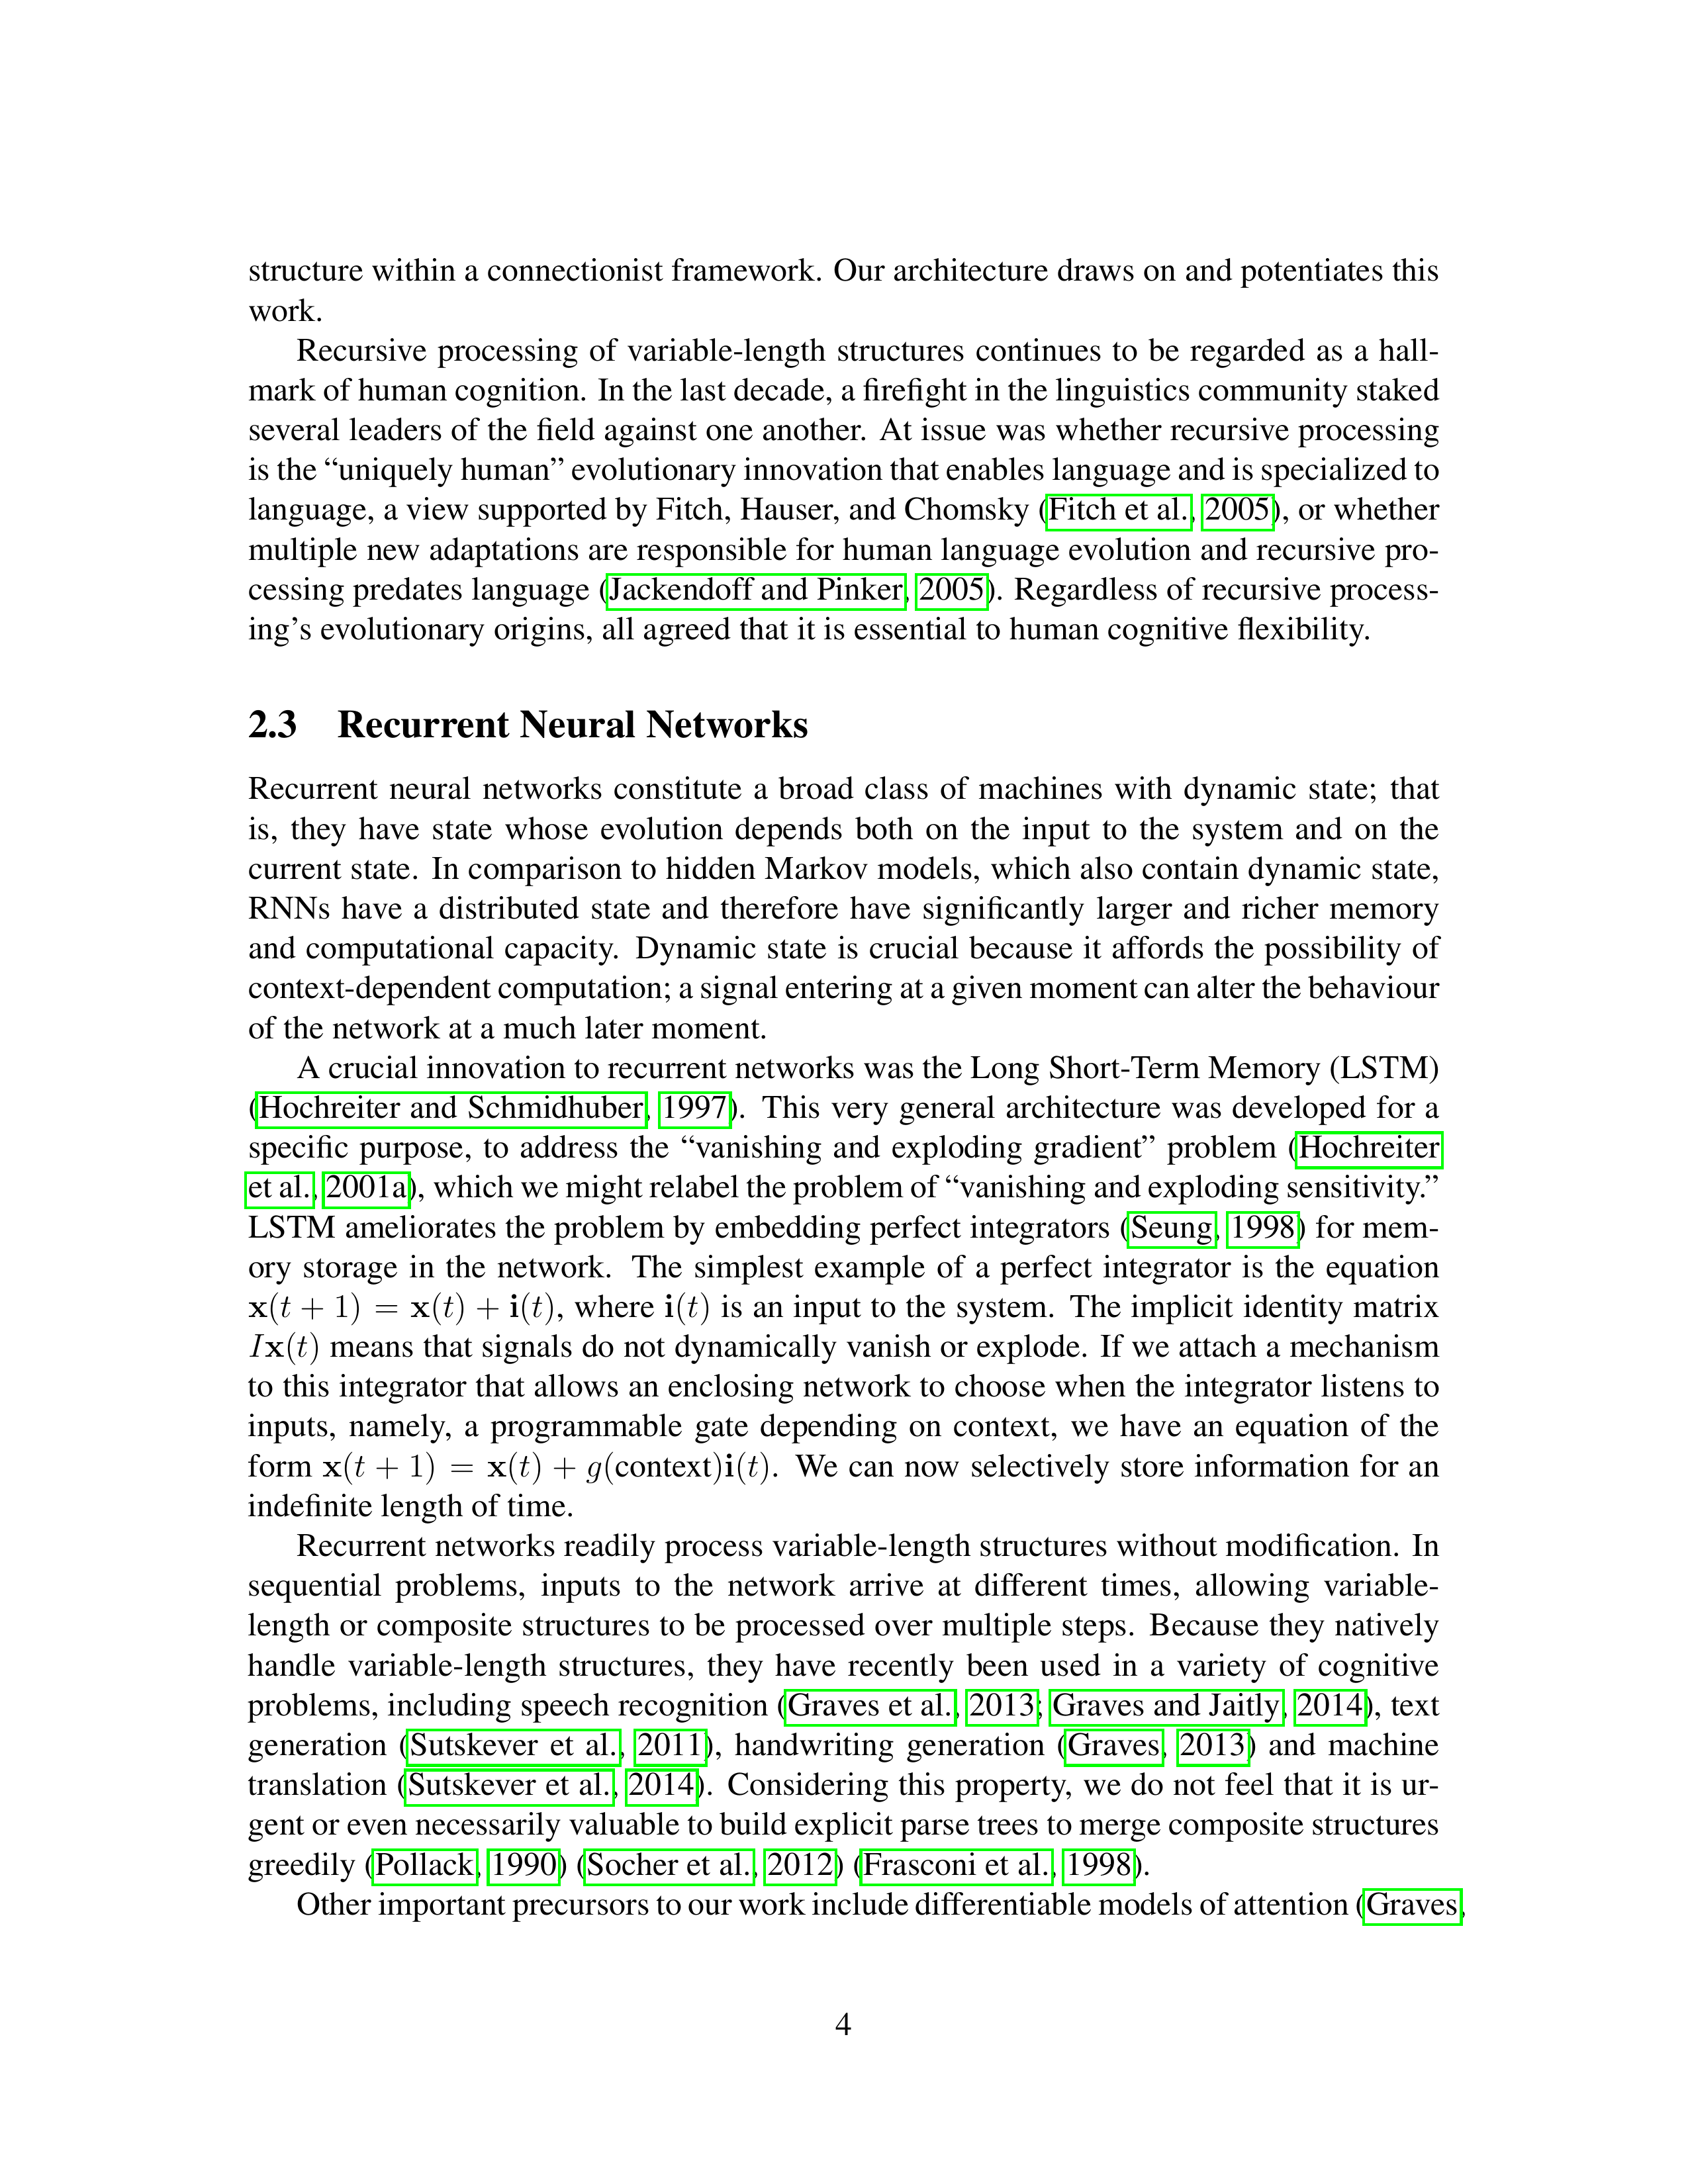 structure within a connectionist framework. Our architecture draws on and potentiates this
work.
Recursive processing of variable-length structures continues to be regarded as a hall-
mark of human cognition. In the last decade, a firefight in the linguistics community staked
several leaders of the field against one another. At issue was whether recursive processing
is the “uniquely human” evolutionary innovation that enables language and is specialized to
language, a view supported by Fitch, Hauser, and Chomsky (Fitch et al., 2005), or whether
multiple new adaptations are responsible for human language evolution and recursive pro-
cessing predates language (Jackendoff and Pinker, 2005). Regardless of recursive process-
ing’s evolutionary origins, all agreed that it is essential to human cognitive flexibility.
2.3 Recurrent Neural Networks
Recurrent neural networks constitute a broad class of machines with dynamic state; that
is, they have state whose evolution depends both on the input to the system and on the
current state. In comparison to hidden Markov models, which also contain dynamic state,
RNNs have a distributed state and therefore have significantly larger and richer memory
and computational capacity. Dynamic state is crucial because it affords the possibility of
context-dependent computation; a signal entering at a given moment can alter the behaviour
of the network at a much later moment.
A crucial innovation to recurrent networks was the Long Short-Term Memory (LSTM)
(Hochreiter and Schmidhuber, 1997). This very general architecture was developed for a
specific purpose, to address the “vanishing and exploding gradient” problem (Hochreiter
et al., 2001a), which we might relabel the problem of “vanishing and exploding sensitivity.”
LSTM ameliorates the problem by embedding perfect integrators (Seung, 1998) for mem-
ory storage in the network. The simplest example of a perfect integrator is the equation
x(t + 1) = x(t) + i(t), where i(t) is an input to the system. The implicit identity matrix
Ix(t) means that signals do not dynamically vanish or explode. If we attach a mechanism
to this integrator that allows an enclosing network to choose when the integrator listens to
inputs, namely, a programmable gate depending on context, we have an equation of the
form x(t + 1) = x(t) + g(context)i(t). We can now selectively store information for an
indefinite length of time.
Recurrent networks readily process variable-length structures without modification. In
sequential problems, inputs to the network arrive at different times, allowing variable-
length or composite structures to be processed over multiple steps. Because they natively
handle variable-length structures, they have recently been used in a variety of cognitive
problems, including speech recognition (Graves et al., 2013; Graves and Jaitly, 2014), text
generation (Sutskever et al., 2011), handwriting generation (Graves, 2013) and machine
translation (Sutskever et al., 2014). Considering this property, we do not feel that it is ur-
gent or even necessarily valuable to build explicit parse trees to merge composite structures
greedily (Pollack, 1990) (Socher et al., 2012) (Frasconi et al., 1998).
Other important precursors to our work include differentiable models of attention (Graves,
4